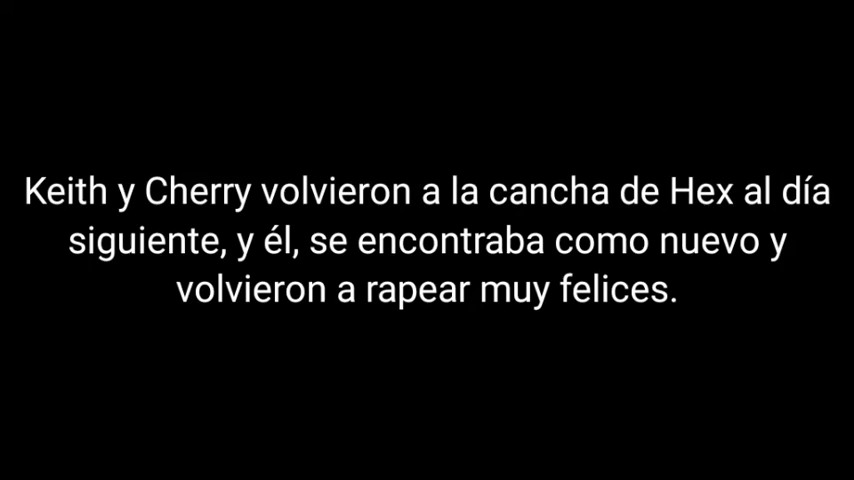 Keith y Cherry volvieron a la cancha de Hex al día
siguiente, y él, se encontraba como nuevo y
volvieron a rapear muy felices.